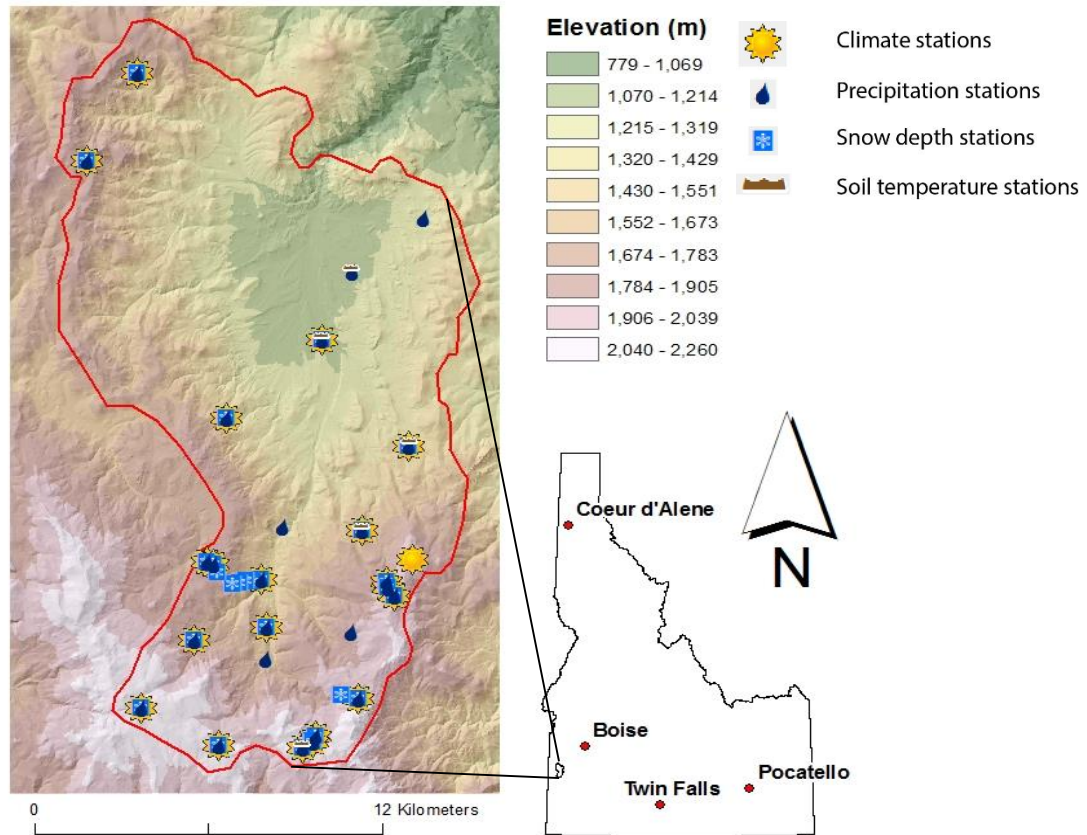 Elevation (m)
779 - 1,069
1,070 - 1,214
1,215 - 1,319
1,320 - 1,429
1,430 - 1,551
1,552 - 1,673
1,674 - 1,783
1,784 - 1,905
1,906 - 2,039
2,040 - 2,260
Climate stations
Precipitation stations
Snow depth stations
Soil temperature stations
Coeur d'Alene
N
Boise
Twin Falls
Pocatello
0
12 Kilometers